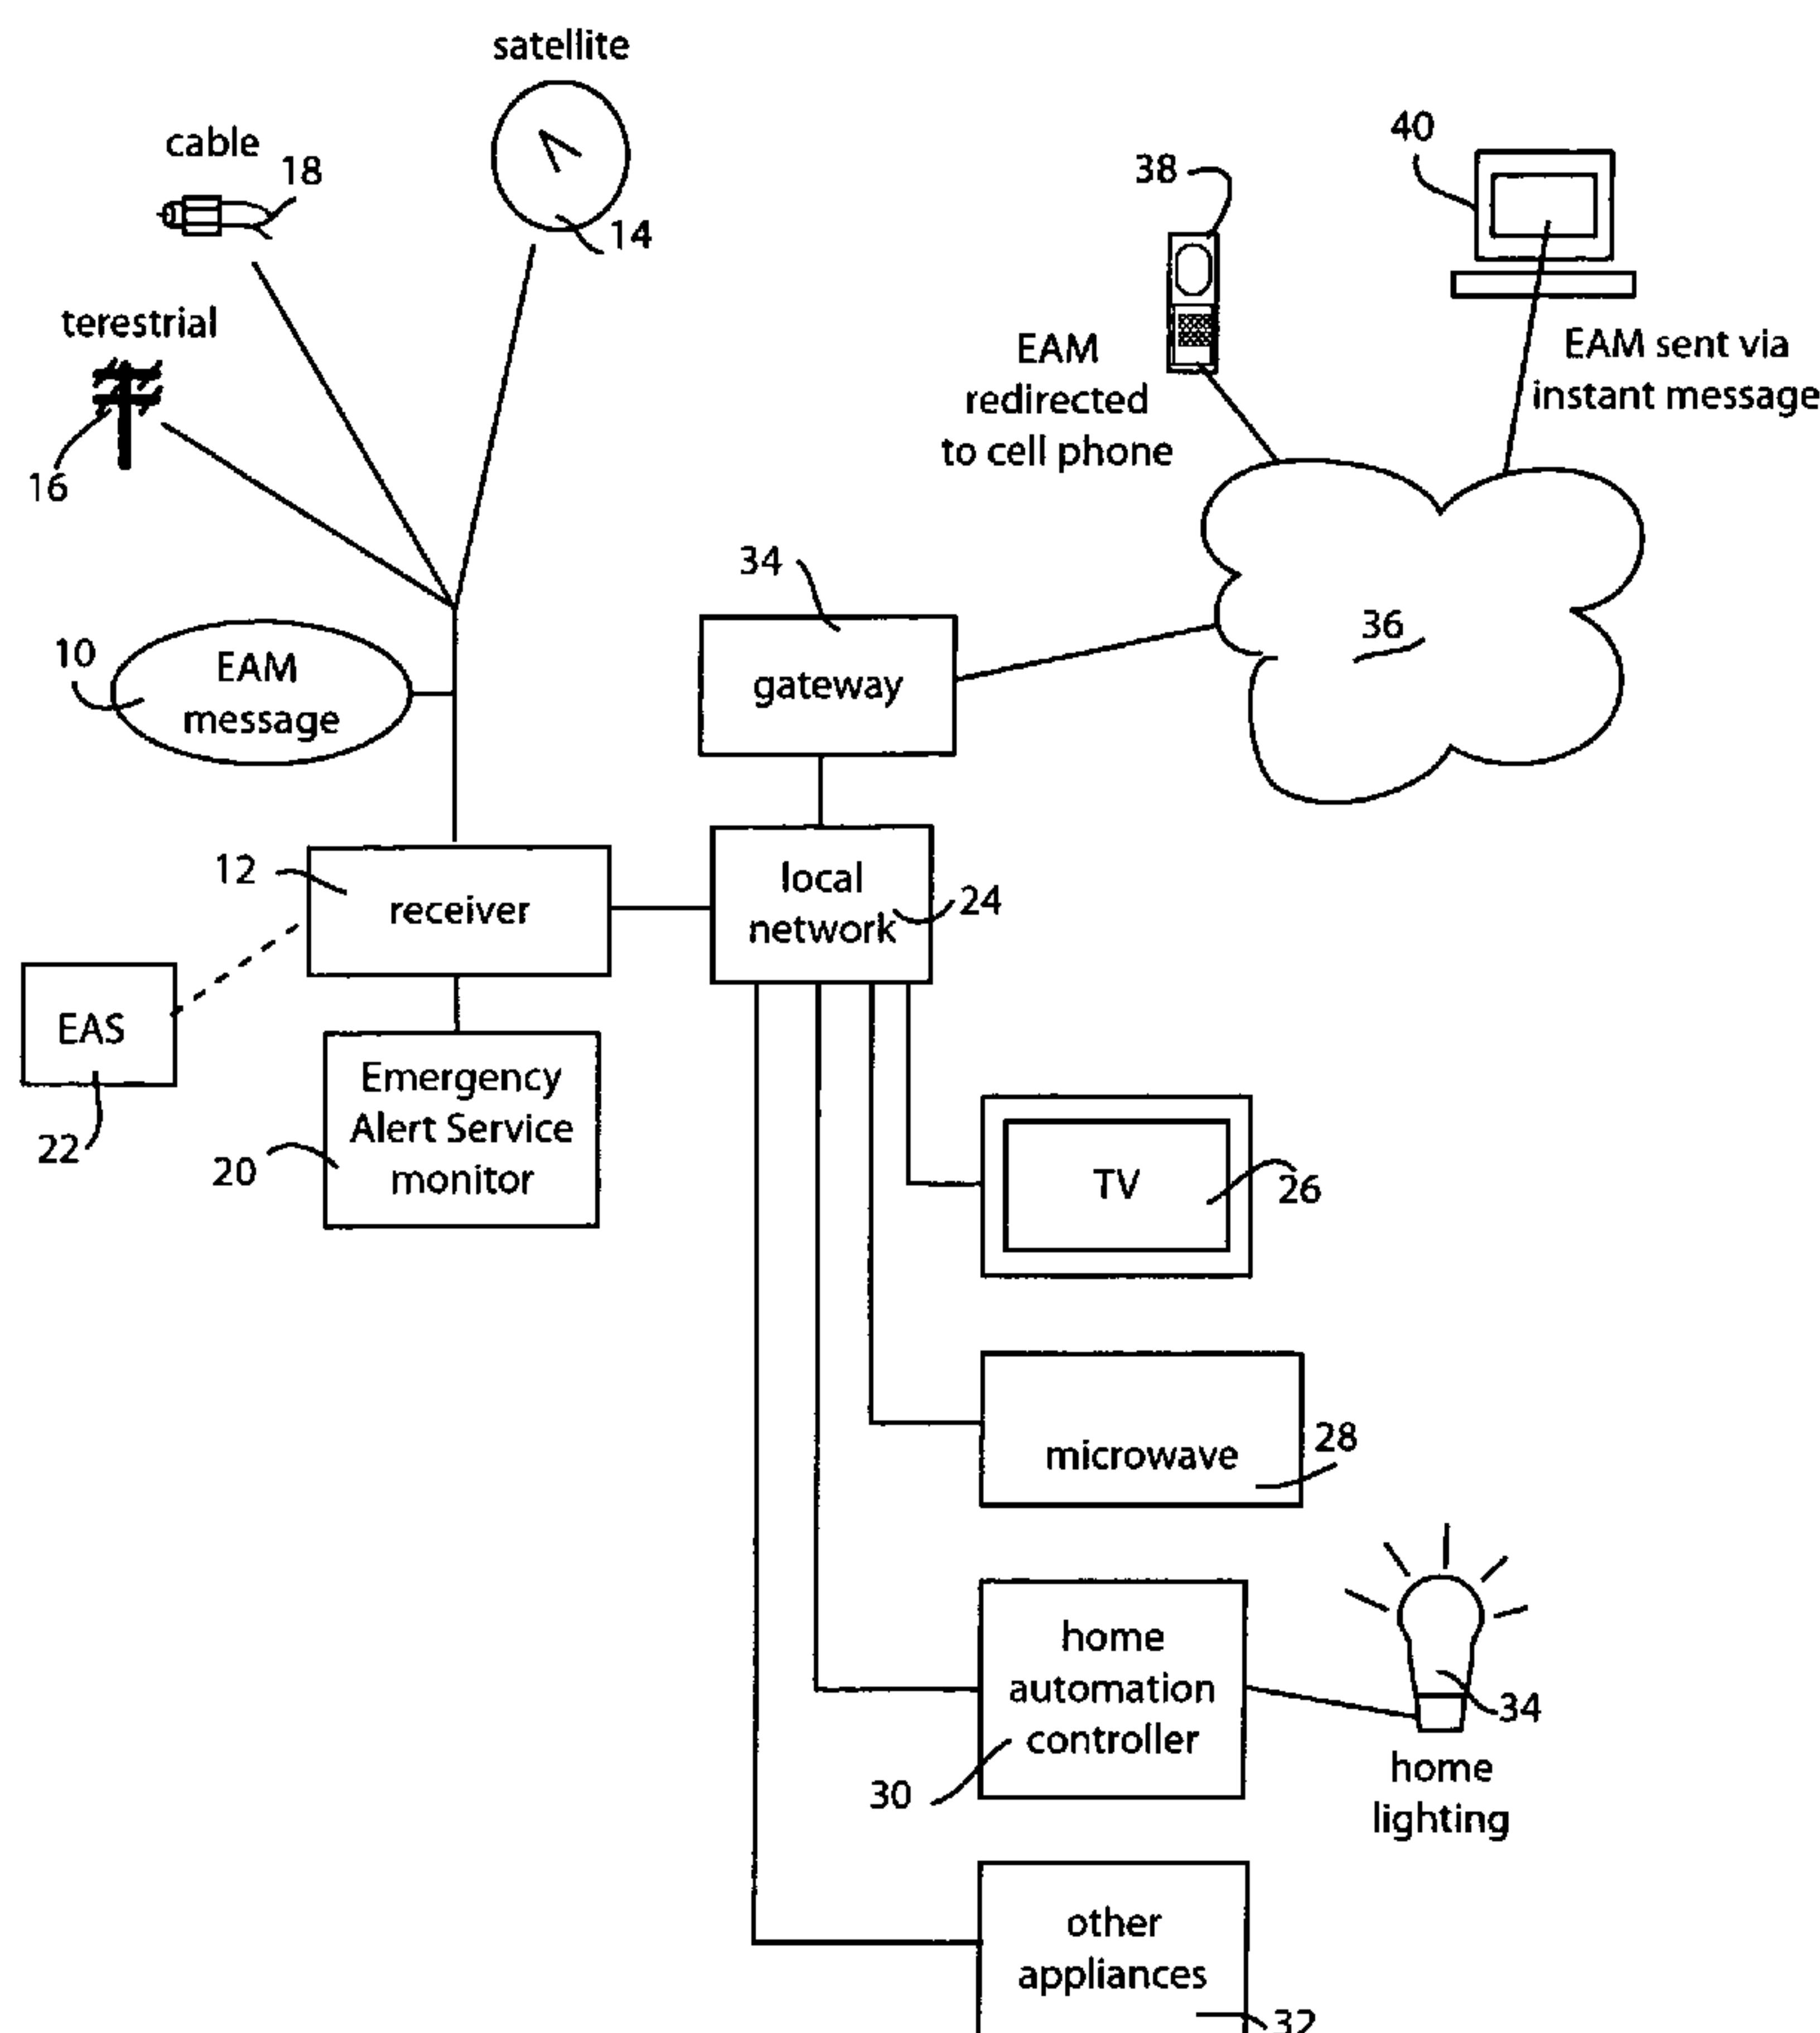 satellite
cable
18
14
terestrial
16
40
38
EAM
redirected
to cell phone
EAM sent via
instant message
34
36
10
EAM
message
gateway
12
receiver
local
network
24
EAS
22
Emergency
Alert Service
monitor
20
TV
26
microwave
28
home
automation
controller
30
34
home
lighting
other
appliances
32